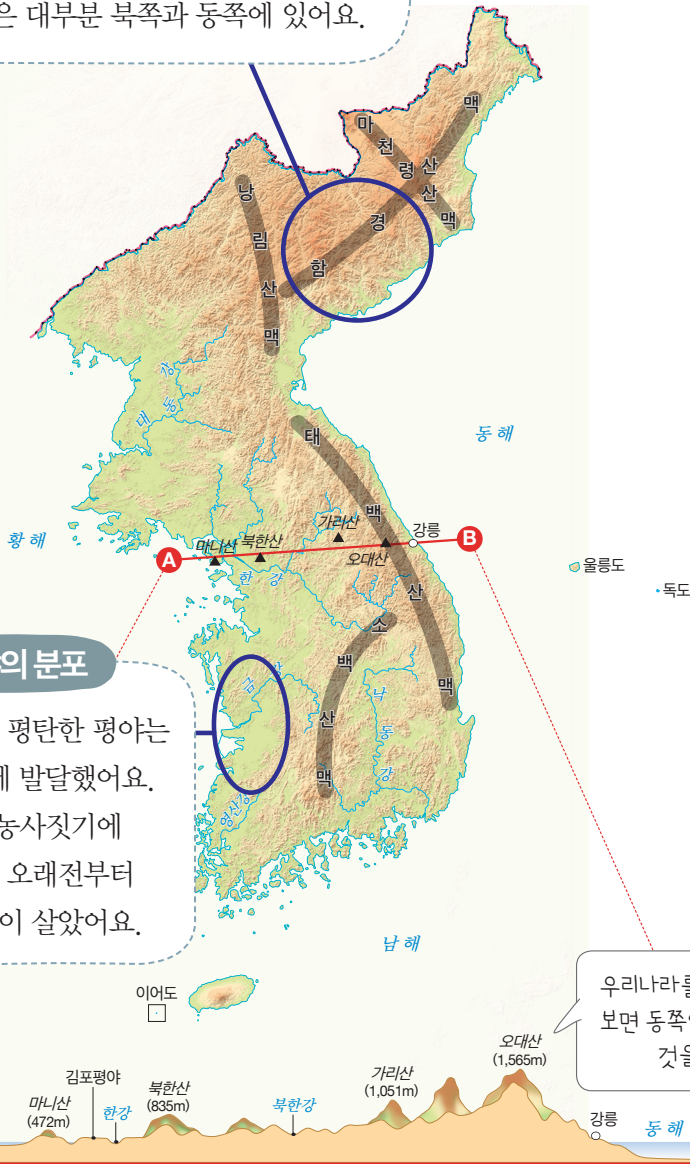 은 대부분 북쪽과 동쪽에 있어요.
마천령산맥
함경산맥
낭림산맥
대동강
태백산맥
동해
황해
가리산
마니산
북한산
오대산
강릉
A
B
한강
울릉도
독도
소백산맥
의 분포
금강
낙동강
평탄한 평야는
발달했어요.
농사짓기에
오래전부터
이 살았어요.
영산강
남해
이어도
우리나라를
보면 동쪽
것을
오대산
(1,565m)
가리산
(1,051m)
김포평야
북한산
(835m)
마니산
(472m)
한강
북한강
강릉
동해